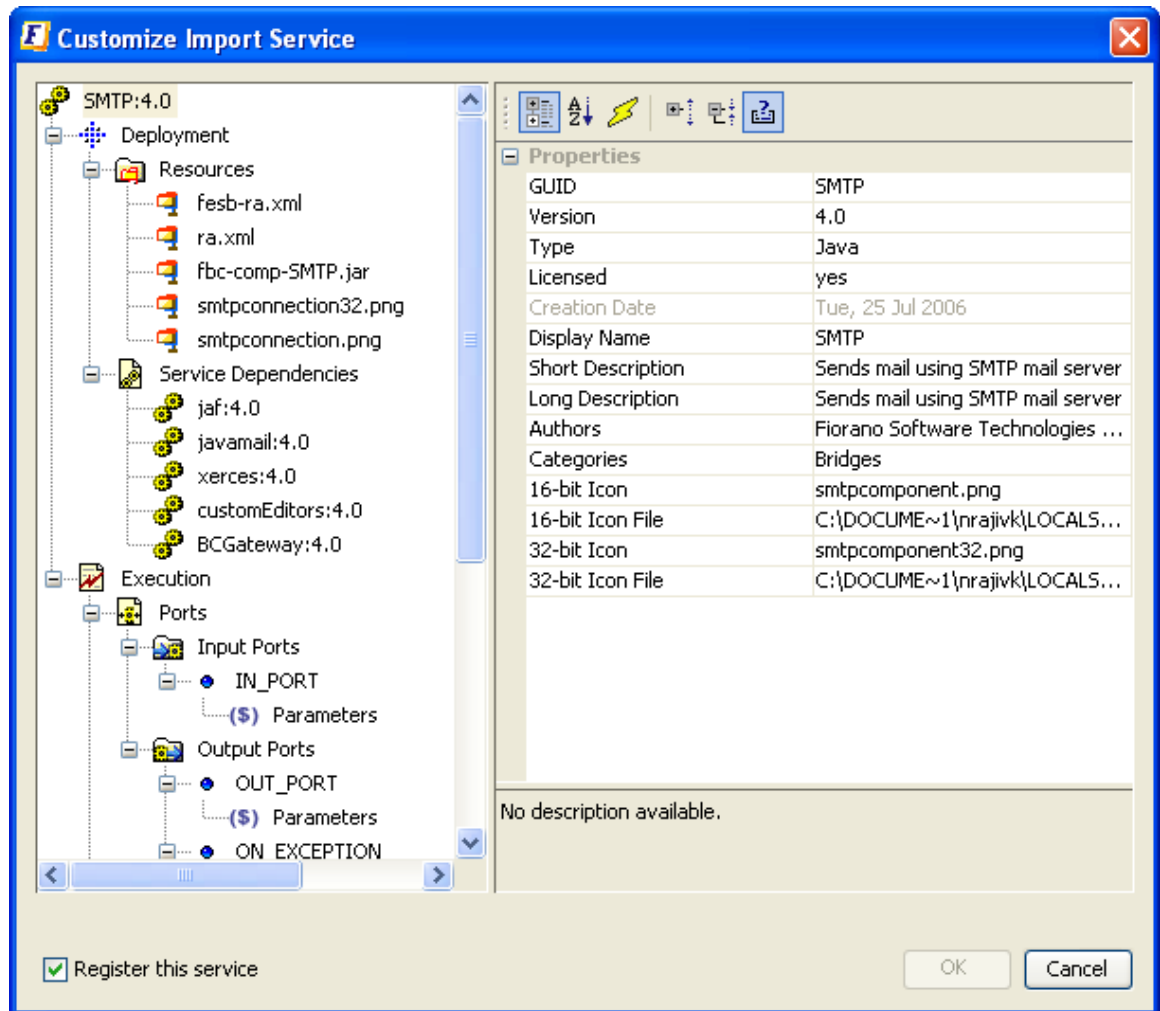 Customize Import Service
SMTP:4.0
Deployment
Resources
fesb-ra.xml
ra.xml
fbc-comp-SMTP.jar
smtpconnection32.png
smtpconnection.png
Service Dependencies
jaf:4.0
javamail:4.0
xerces:4.0
customEditors:4.0
BCGateway:4.0
Execution
Ports
Input Ports
IN_PORT
($) Parameters
Output Ports
OUT_PORT
($) Parameters
ON_EXCEPTION
Properties
GUID SMTP
Version 4.0
Type Java
Licensed yes
Creation Date Tue, 25 Jul 2006
Display Name SMTP
Short Description Sends mail using SMTP mail server
Long Description Sends mail using SMTP mail server
Authors Fiorano Software Technologies ...
Categories Bridges
16-bit Icon smtpcomponent.png
16-bit Icon File C:\DOCUME~1\nrajivk\LOCALS...
32-bit Icon smtpcomponent32.png
32-bit Icon File C:\DOCUME~1\nrajivk\LOCALS...
No description available.
Register this service
OK
Cancel